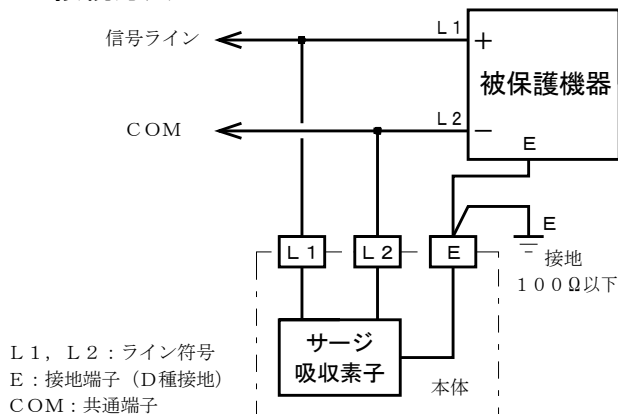 L1
信号ライン
+
被保護機器
L2
COM
−
E
E
接地
100Ω以下
L1
L2
E
サージ
吸収素子
本体
L1，L2：ライン符号
E：接地端子（D種接地）
COM：共通端子